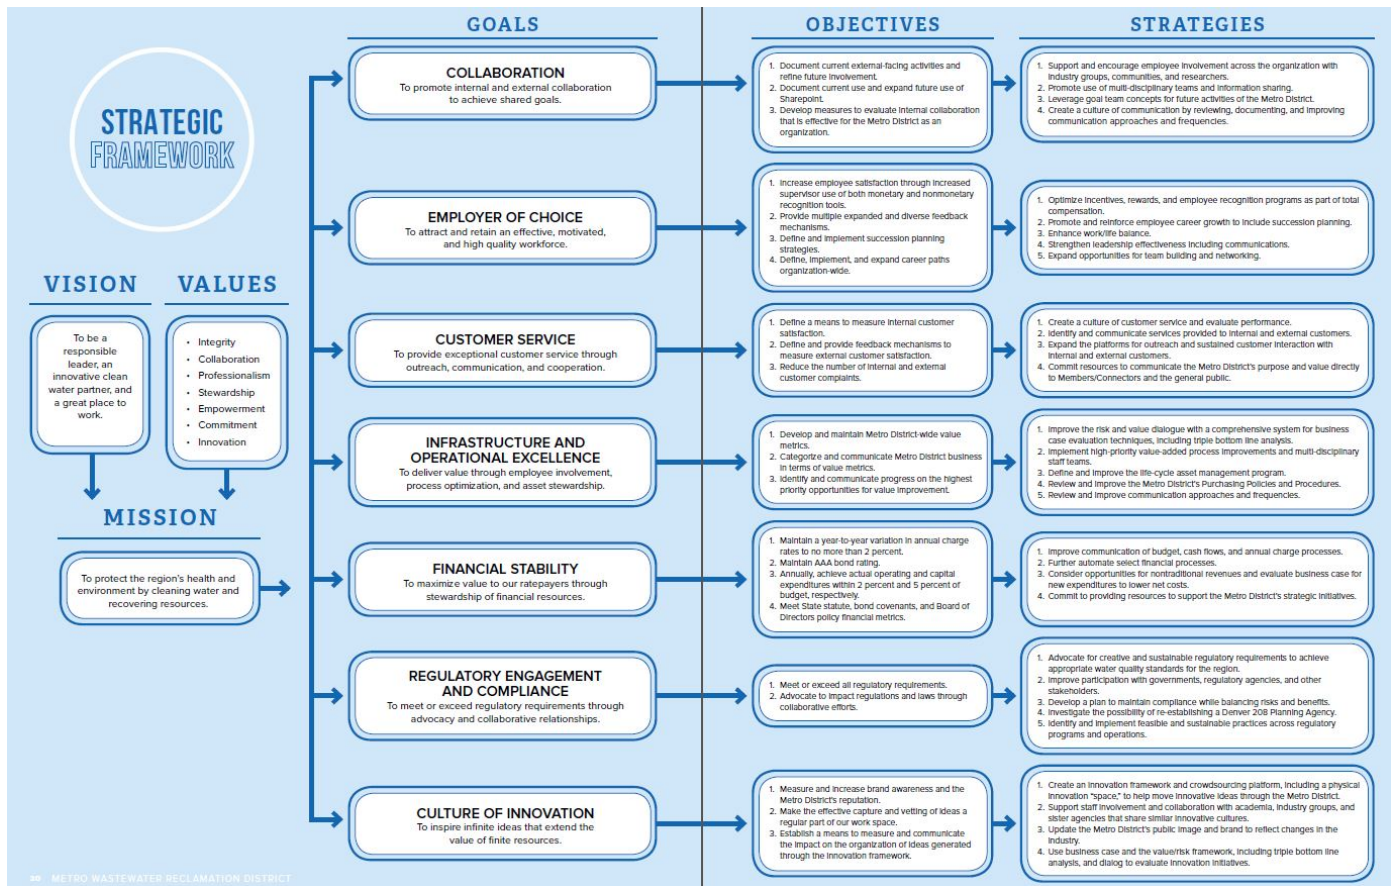 STRATEGIC
FRAMEWORK
VISION
To be a
responsible
leader, an
innovative clean
water partner, and
a great place to
work.
VALUES
• Integrity
• Collaboration
• Professionalism
• Stewardship
• Empowerment
• Commitment
• Innovation
MISSION
To protect the region's health and
environment by cleaning water and
recovering resources.
GOALS
OBJECTIVES
STRATEGIES
COLLABORATION
To promote internal and external collaboration
to achieve shared goals.
1. Document current external-facing activities and
refine future involvement.
2. Document current use and expand future use of
Sharepoint.
3. Develop measures to evaluate internal collaboration
that is effective for the Metro District as an
organization.
1. Support and encourage employee involvement across the organization with
industry groups, communities, and researchers.
2. Promote use of multi-disciplinary teams and information sharing.
3. Leverage goal team concepts for future activities of the Metro District.
4. Create a culture of communication by reviewing, documenting, and improving
communication approaches and frequencies.
EMPLOYER OF CHOICE
To attract and retain an effective, motivated,
and high quality workforce.
1. Increase employee satisfaction through increased
supervisor use of both monetary and nonmonetary
recognition tools.
2. Provide multiple expanded and diverse feedback
mechanisms.
3. Define and implement succession planning
strategies.
4. Define, implement, and expand career paths
organization-wide.
1. Optimize incentives, rewards, and employee recognition programs as part of total
compensation.
2. Promote and reinforce employee career growth to include succession planning.
3. Enhance work/life balance.
4. Strengthen leadership effectiveness including communications.
5. Expand opportunities for team building and networking.
CUSTOMER SERVICE
To provide exceptional customer service through
outreach, communication, and cooperation.
1. Define a means to measure internal customer
satisfaction.
2. Define and provide feedback mechanisms to
measure external customer satisfaction.
3. Reduce the number of internal and external
customer complaints.
1. Create a culture of customer service and evaluate performance.
2. Identify and communicate services provided to internal and external customers.
3. Expand the platforms for outreach and sustained customer interaction with
internal and external customers.
4. Commit resources to communicate the Metro District's purpose and value directly
to Members/Connectors and the general public.
INFRASTRUCTURE AND
OPERATIONAL EXCELLENCE
To deliver value through employee involvement,
process optimization, and asset stewardship.
1. Develop and maintain Metro District-wide value
metrics.
2. Categorize and communicate Metro District business
in terms of value metrics.
3. Identify and communicate progress on the highest
priority opportunities for value improvement.
1. Improve the risk and value dialogue with a comprehensive system for business
case evaluation techniques, including triple bottom line analysis.
2. Implement high-priority value-added process improvements and multi-disciplinary
staff teams.
3. Define and improve the life-cycle asset management program.
4. Review and improve the Metro District's Purchasing Policies and Procedures.
5. Review and improve communication approaches and frequencies.
FINANCIAL STABILITY
To maximize value to our ratepayers through
stewardship of financial resources.
1. Maintain a year-to-year variation in annual charge
rates to no more than 2 percent.
2. Maintain AAA bond rating.
3. Annually, achieve actual operating and capital
expenditures within 2 percent and 5 percent of
budget, respectively.
4. Meet State statute, bond covenants, and Board of
Directors policy financial metrics.
1. Improve communication of budget, cash flows, and annual charge processes.
2. Further automate select financial processes.
3. Consider opportunities for nontraditional revenues and evaluate business case for
new expenditures to lower net costs.
4. Commit to providing resources to support the Metro District's strategic initiatives.
REGULATORY ENGAGEMENT
AND COMPLIANCE
To meet or exceed regulatory requirements through
advocacy and collaborative relationships.
1. Meet or exceed all regulatory requirements.
2. Advocate to impact regulations and laws through
collaborative efforts.
1. Advocate for creative and sustainable regulatory requirements to achieve
appropriate water quality standards for the region.
2. Improve participation with governments, regulatory agencies, and other
stakeholders.
3. Develop a plan to maintain compliance while balancing risks and benefits.
4. Investigate the possibility of re-establishing a Denver 208 Planning Agency.
5. Identify and implement feasible and sustainable practices across regulatory
programs and operations.
CULTURE OF INNOVATION
To inspire infinite ideas that extend the
value of finite resources.
1. Measure and increase brand awareness and the
Metro District's reputation.
2. Make the effective capture and vetting of ideas a
regular part of our work space.
3. Establish a means to measure and communicate
the impact on the organization of ideas generated
through the innovation framework.
1. Create an innovation framework and crowdsourcing platform, including a physical
innovation "space," to help move innovative ideas through the Metro District.
2. Support staff involvement and collaboration with academia, industry groups, and
sister agencies that share similar innovative cultures.
3. Update the Metro District's public image and brand to reflect changes in the
industry.
4. Use business case and the value/risk framework, including triple bottom line
analysis, and dialog to evaluate innovation initiatives.
METRO WASTEWATER RECLAMATION DISTRICT